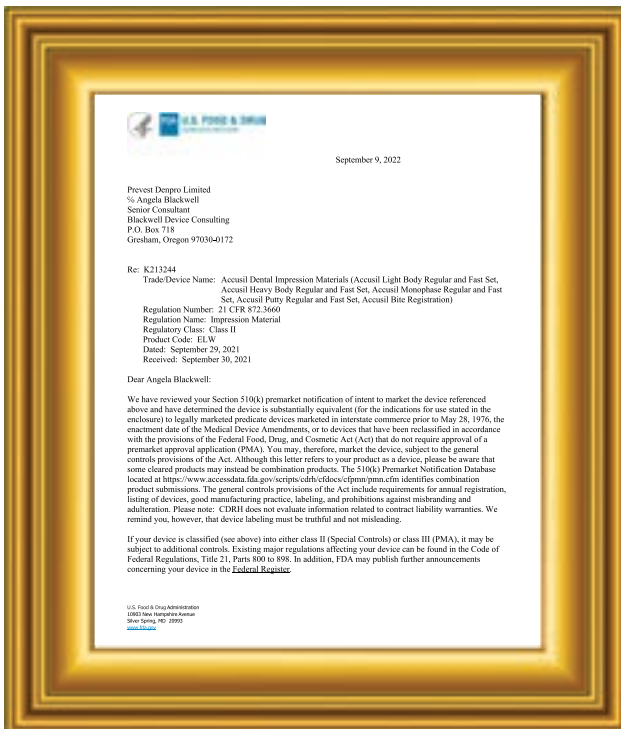 FDA U.S. FOOD & DRUG
ADMINISTRATION
September 9, 2022
Prevest Denpro Limited
℅ Angela Blackwell
Senior Consultant
Blackwell Device Consulting
P.O. Box 718
Gresham, Oregon 97030-0172
Re: K213244
Trade/Device Name: Accusil Dental Impression Materials (Accusil Light Body Regular and Fast Set,
Accusil Heavy Body Regular and Fast Set, Accusil Monophase Regular and Fast
Set, Accusil Putty Regular and Fast Set, Accusil Bite Registration)
Regulation Number: 21 CFR 872.3660
Regulation Name: Impression Material
Regulatory Class: Class II
Product Code: ELW
Dated: September 29, 2021
Received: September 30, 2021
Dear Angela Blackwell:
We have reviewed your Section 510(k) premarket notification of intent to market the device referenced
above and have determined the device is substantially equivalent (for the indications for use stated in the
enclosure) to legally marketed predicate devices marketed in interstate commerce prior to May 28, 1976, the
enactment date of the Medical Device Amendments, or to devices that have been reclassified in accordance
with the provisions of the Federal Food, Drug, and Cosmetic Act (Act) that do not require approval of a
premarket approval application (PMA). You may, therefore, market the device, subject to the general
controls provisions of the Act. Although this letter refers to your product as a device, please be aware that
some cleared products may instead be combination products. The 510(k) Premarket Notification Database
located at https://www.accessdata.fda.gov/scripts/cdrh/cfdocs/cfpmn/pmn.cfm identifies combination
product submissions. The general controls provisions of the Act include requirements for annual registration,
listing of devices, good manufacturing practice, labeling, and prohibitions against misbranding and
adulteration. Please note: CDRH does not evaluate information related to contract liability warranties. We
remind you, however, that device labeling must be truthful and not misleading.
If your device is classified (see above) into either class II (Special Controls) or class III (PMA), it may be
subject to additional controls. Existing major regulations affecting your device can be found in the Code of
Federal Regulations, Title 21, Parts 800 to 898. In addition, FDA may publish further announcements
concerning your device in the Federal Register.
U.S. Food & Drug Administration
10903 New Hampshire Avenue
Silver Spring, MD 20993
www.fda.gov